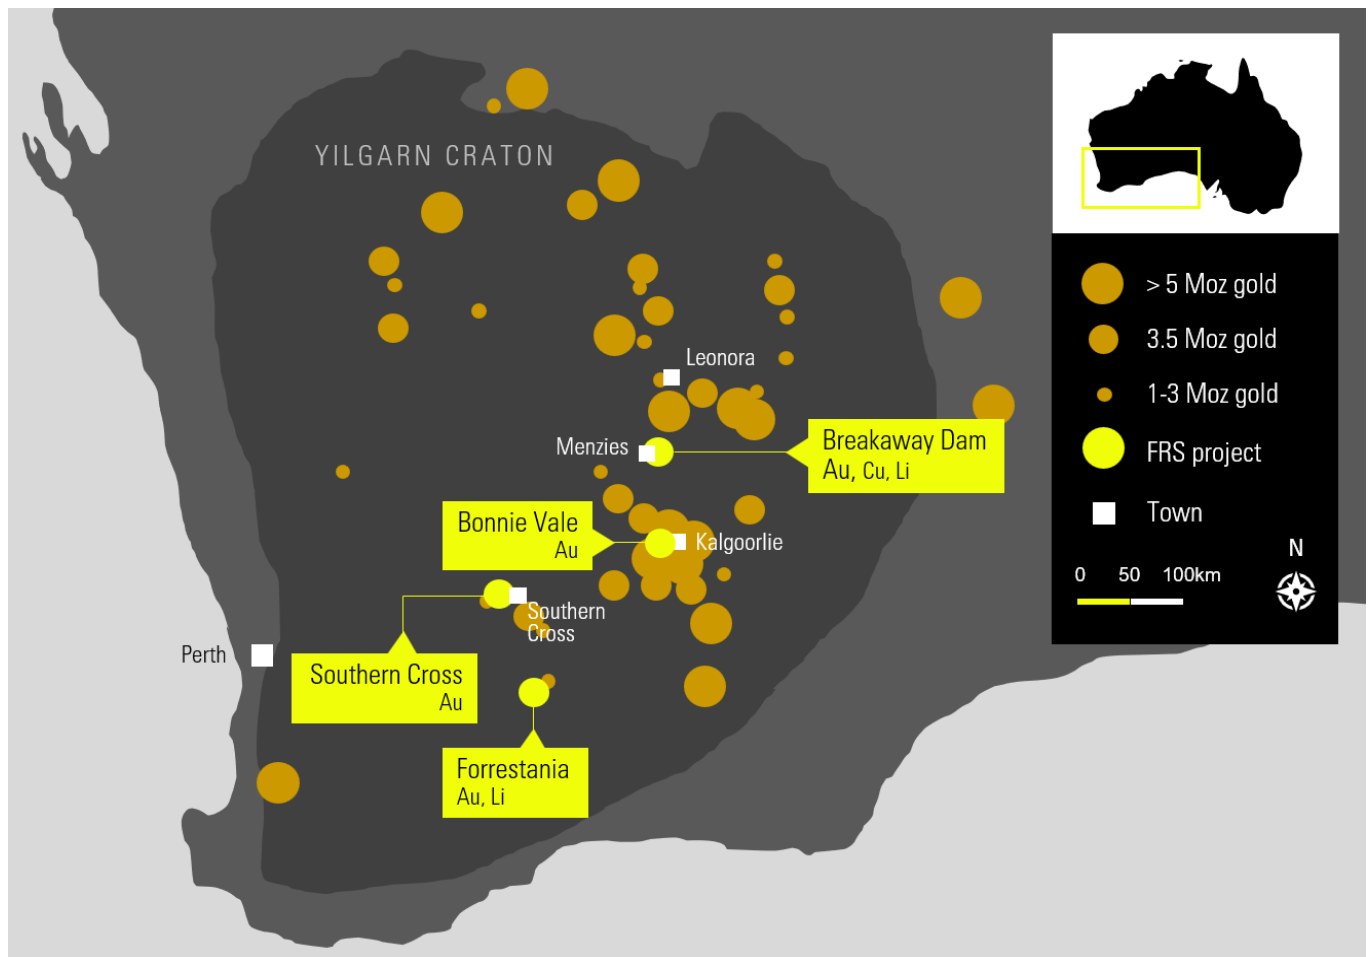 YILGARN CRATON
Leonora
Menzies
Breakaway Dam
Au, Cu, Li
Bonnie Vale
Au
Kalgoorlie
Southern
Cross
Perth
Southern Cross
Au
Forrestania
Au, Li
> 5 Moz gold
3.5 Moz gold
1-3 Moz gold
FRS project
Town
N
0 50 100km